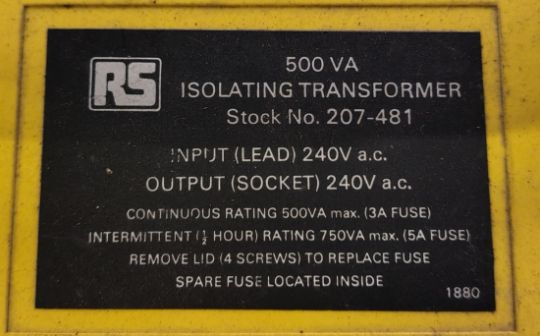 RS
500 VA
ISOLATING TRANSFORMER
Stock No. 207-481
INPUT (LEAD) 240V a.c.
OUTPUT (SOCKET) 240V a.c.
CONTINUOUS RATING 500VA max. (3A FUSE)
INTERMITTENT (½ HOUR) RATING 750VA max. (5A FUSE)
REMOVE LID (4 SCREWS) TO REPLACE FUSE
SPARE FUSE LOCATED INSIDE
1880